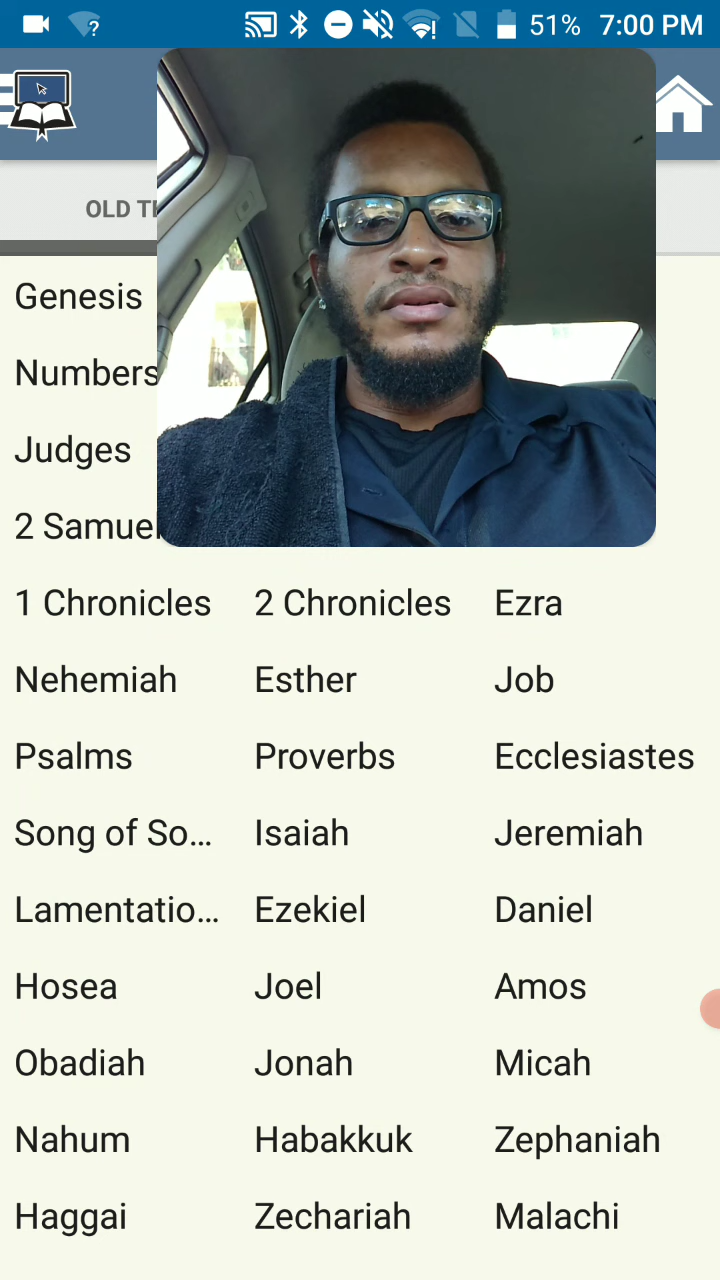 51% 7:00 PM
OLD T
Genesis
Numbers
Judges
2 Samuel
1 Chronicles 2 Chronicles Ezra
Nehemiah Esther Job
Psalms Proverbs Ecclesiastes
Song of So... Isaiah Jeremiah
Lamentatio... Ezekiel Daniel
Hosea Joel Amos
Obadiah Jonah Micah
Nahum Habakkuk Zephaniah
Haggai Zechariah Malachi